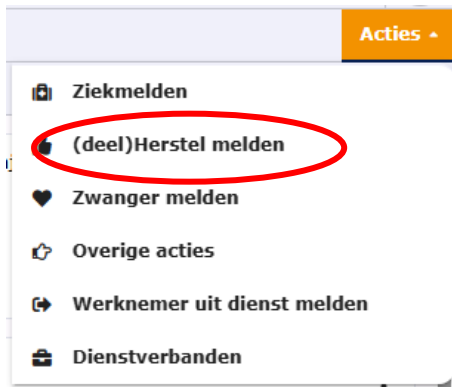 Acties
Ziekmelden
(deel)Herstel melden
Zwanger melden
Overige acties
Werknemer uit dienst melden
Dienstverbanden